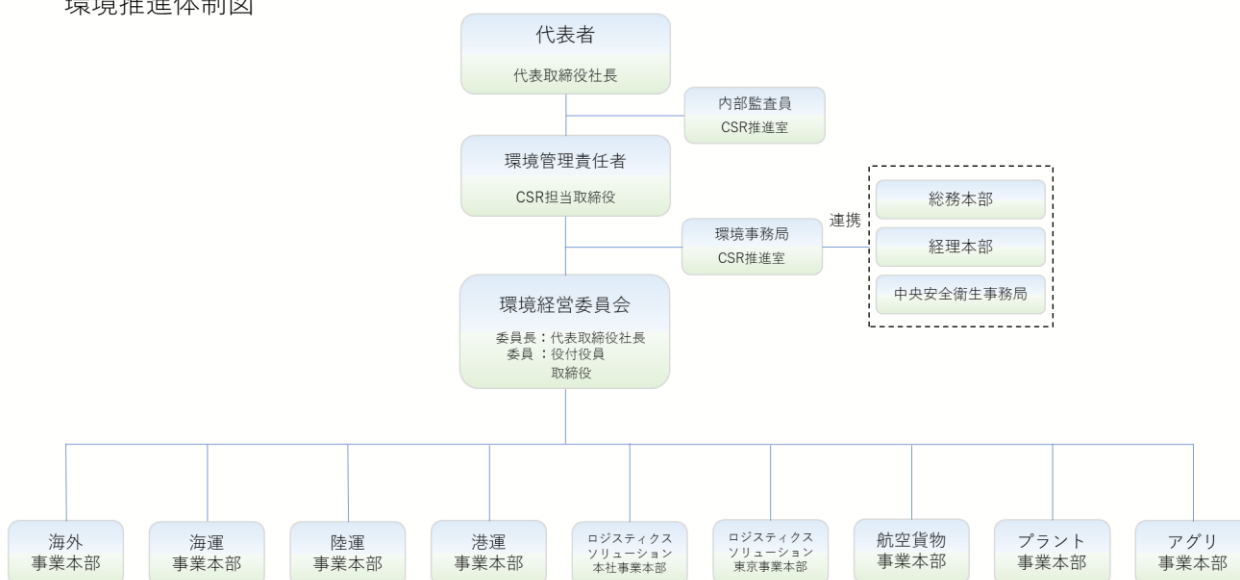 環境推進体制図
代表者
代表取締役社長
内部監査員
CSR推進室
環境管理責任者
CSR担当取締役
環境事務局
CSR推進室
連携
総務本部
経理本部
中央安全衛生事務局
環境経営委員会
委員長：代表取締役社長
委員　：役付役員
取締役
海外
事業本部
海運
事業本部
陸運
事業本部
港運
事業本部
ロジスティクス
ソリューション
本社事業本部
ロジスティクス
ソリューション
東京事業本部
航空貨物
事業本部
プラント
事業本部
アグリ
事業本部